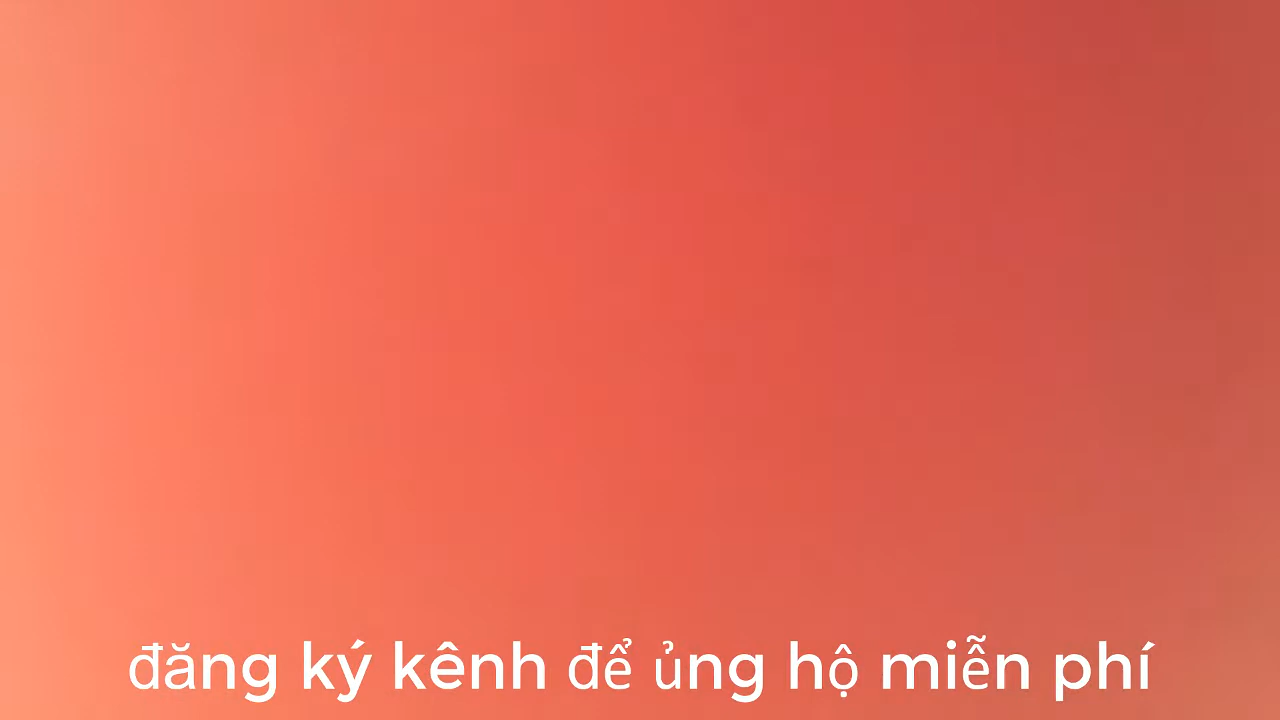 đăng ký kênh để ủng hộ miễn phí